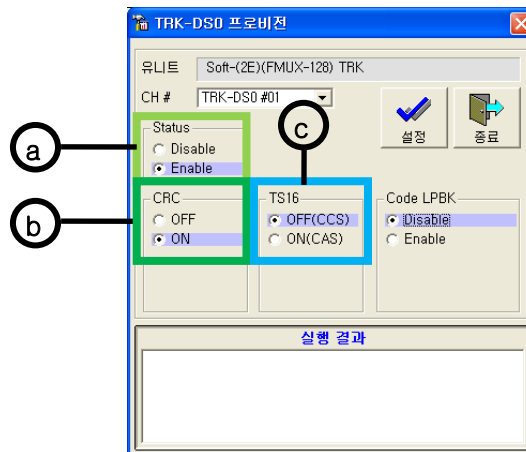 TRK-DS0 프로비젼
유니트 Soft-(2E)(FMUX-128) TRK
CH # TRK-DS0 #01
설정 종료
a
b
c
Status
Disable
Enable
CRC
OFF
ON
TS16
OFF(CCS)
ON(CAS)
Code LPBK
Disable
Enable
실행 결과